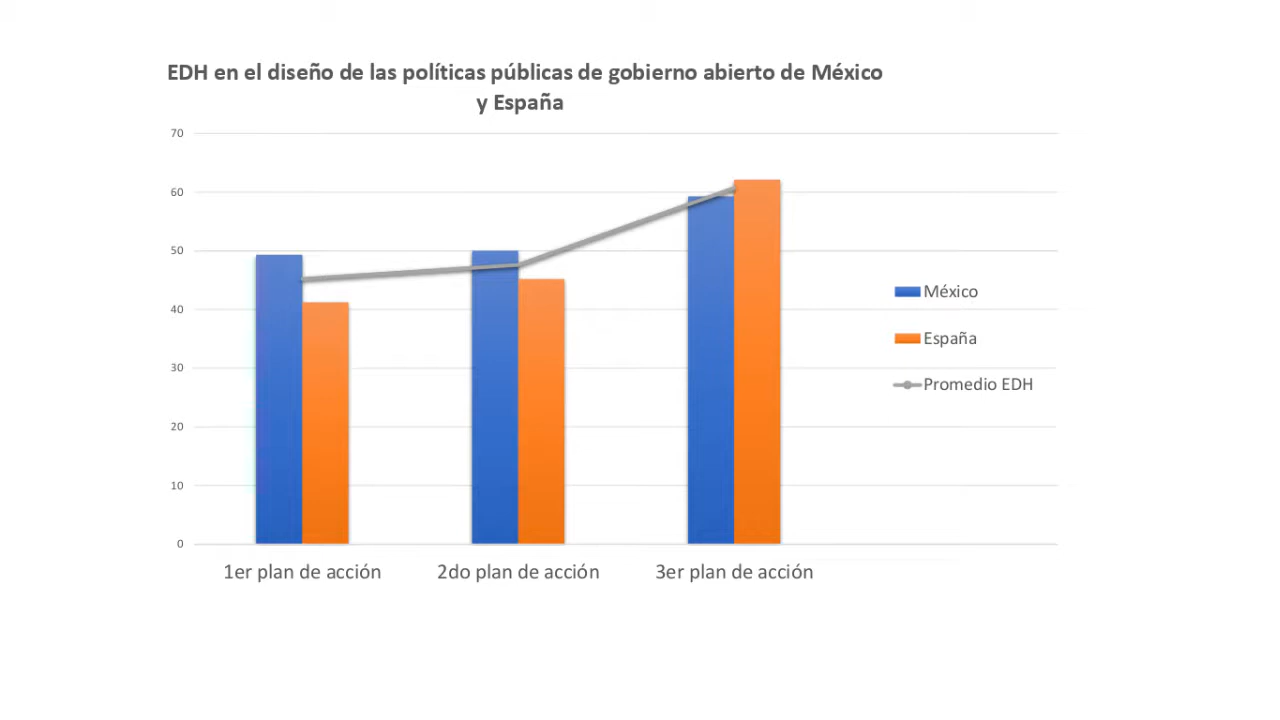 EDH en el diseño de las políticas públicas de gobierno abierto de México
y España
70
60
50
40
30
20
10
0
1er plan de acción
2do plan de acción
3er plan de acción
México
España
Promedio EDH